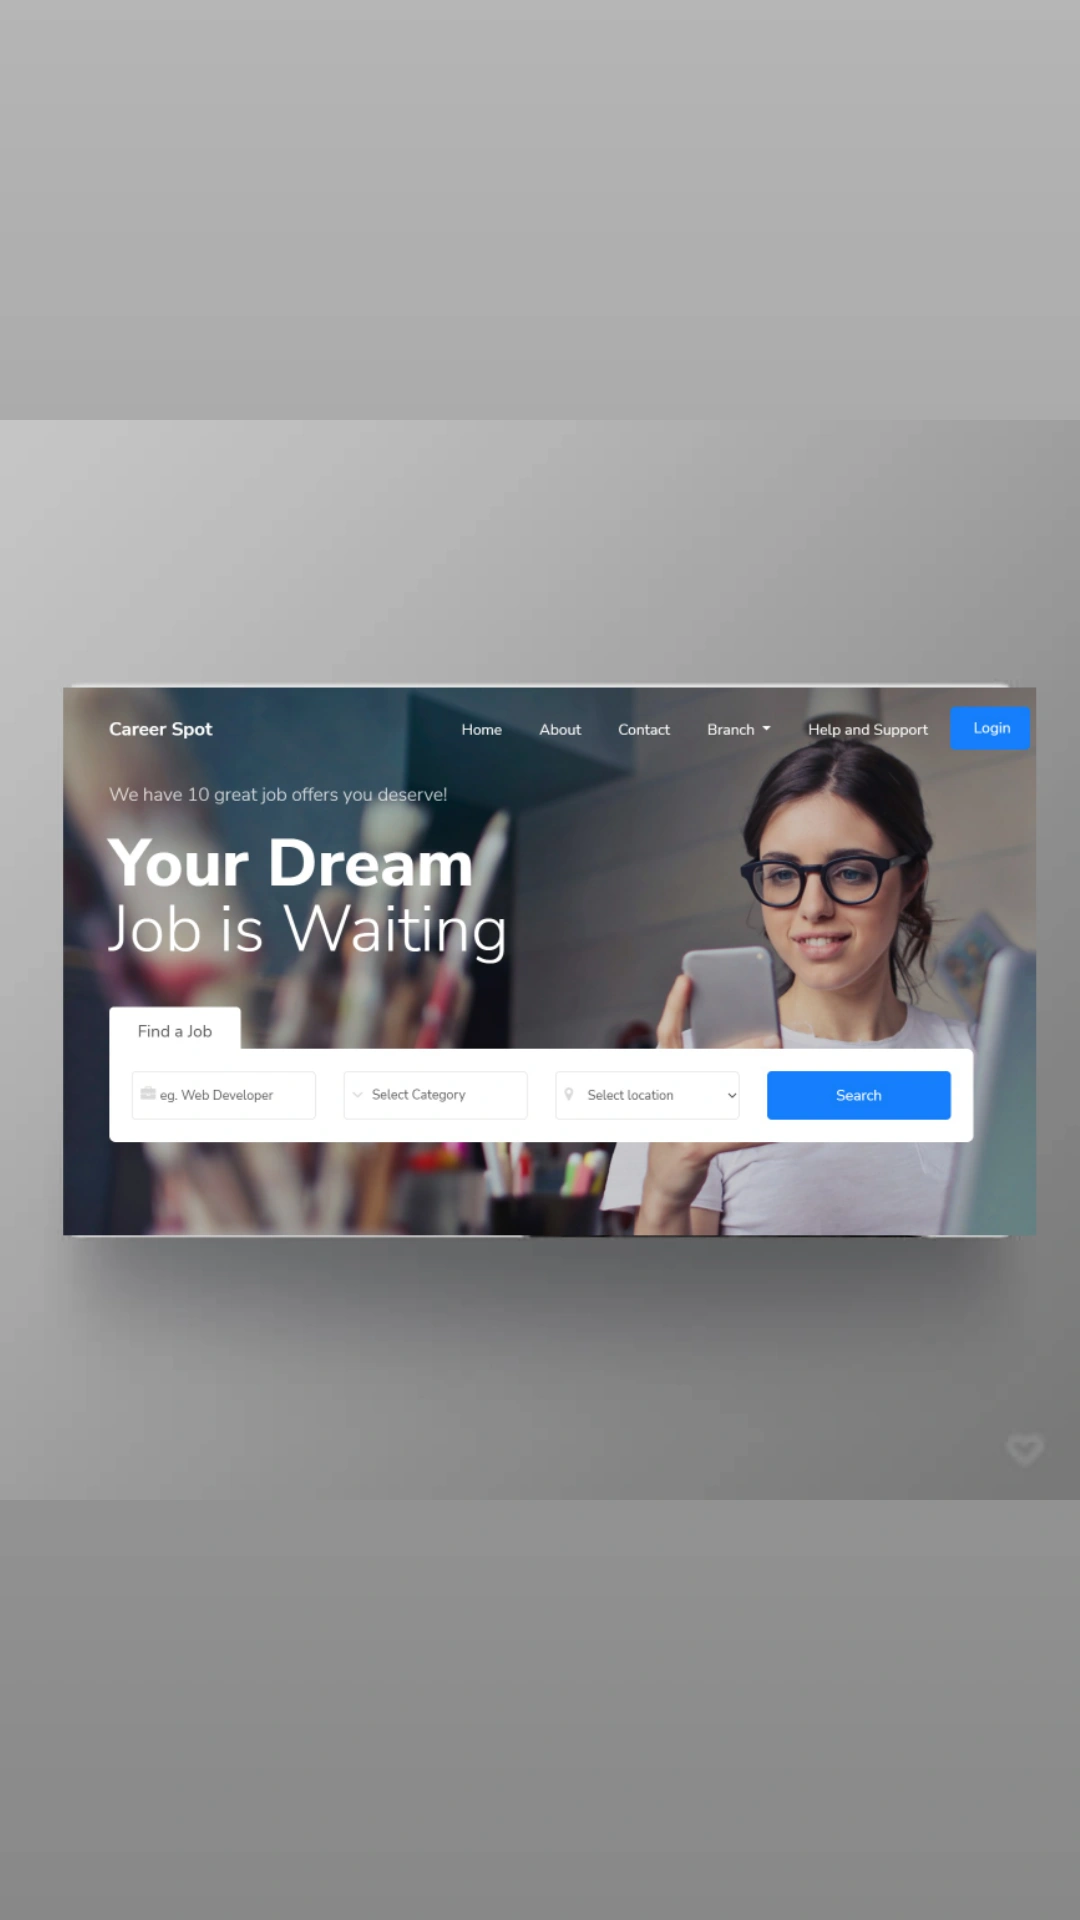 Career Spot
Home About Contact Branch Help and Support Login
We have 10 great job offers you deserve!
Your Dream
Job is Waiting
Find a Job
eg. Web Developer Select Category Select location Search